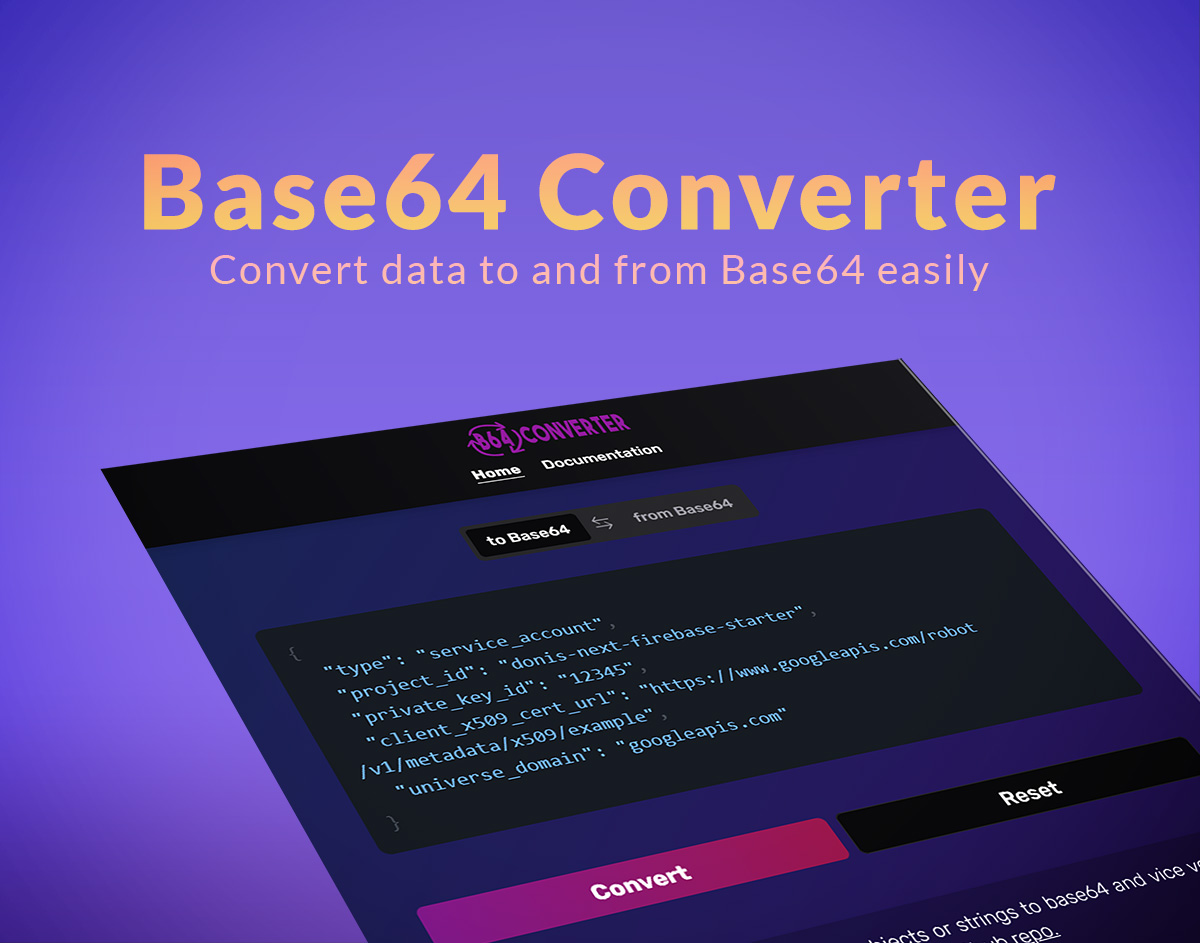 Base64 Converter
Convert data to and from Base64 easily
B64 CONVERTER
Home Documentation
to Base64 from Base64
{
"type": "service_account",
"project_id": "donis-next-firebase-starter",
"private_key_id": "12345",
"client_x509_cert_url": "https://www.googleapis.com/robot
/v1/metadata/x509/example",
"universe_domain": "googleapis.com"
}
Convert Reset
or strings to base64 and vice
repo.